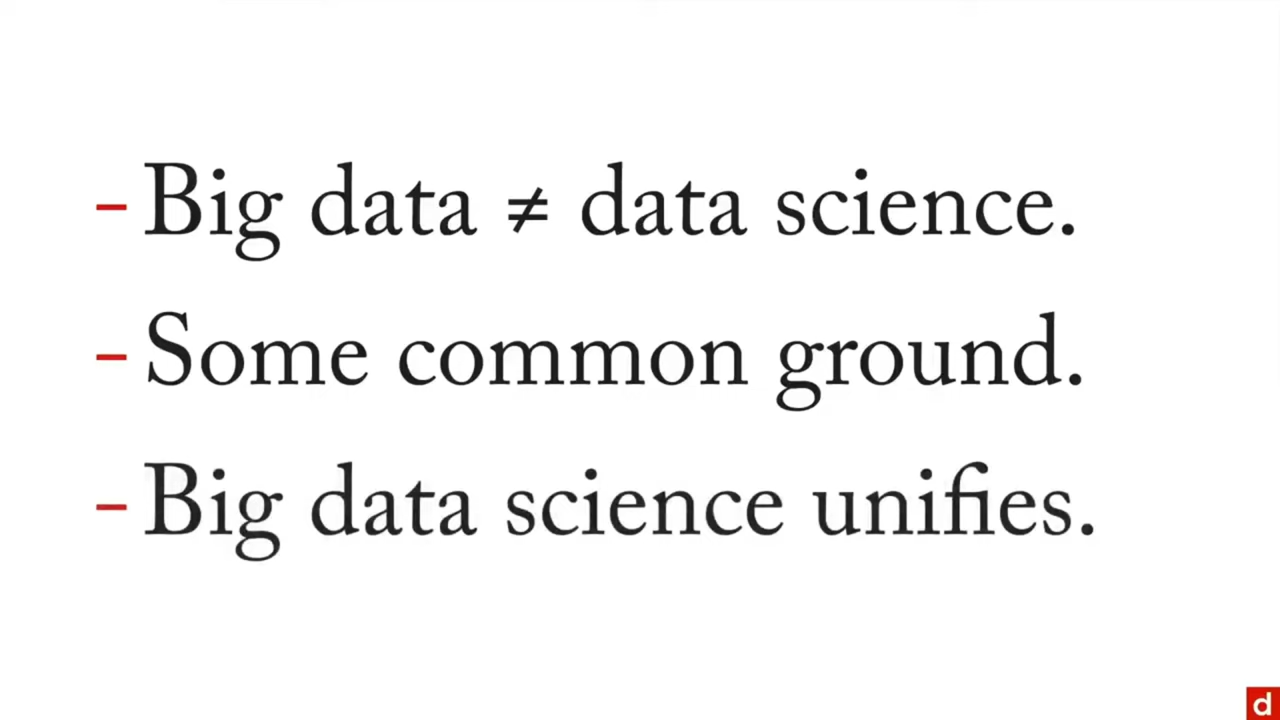 - Big data ≠ data science.
- Some common ground.
- Big data science unifies.
d